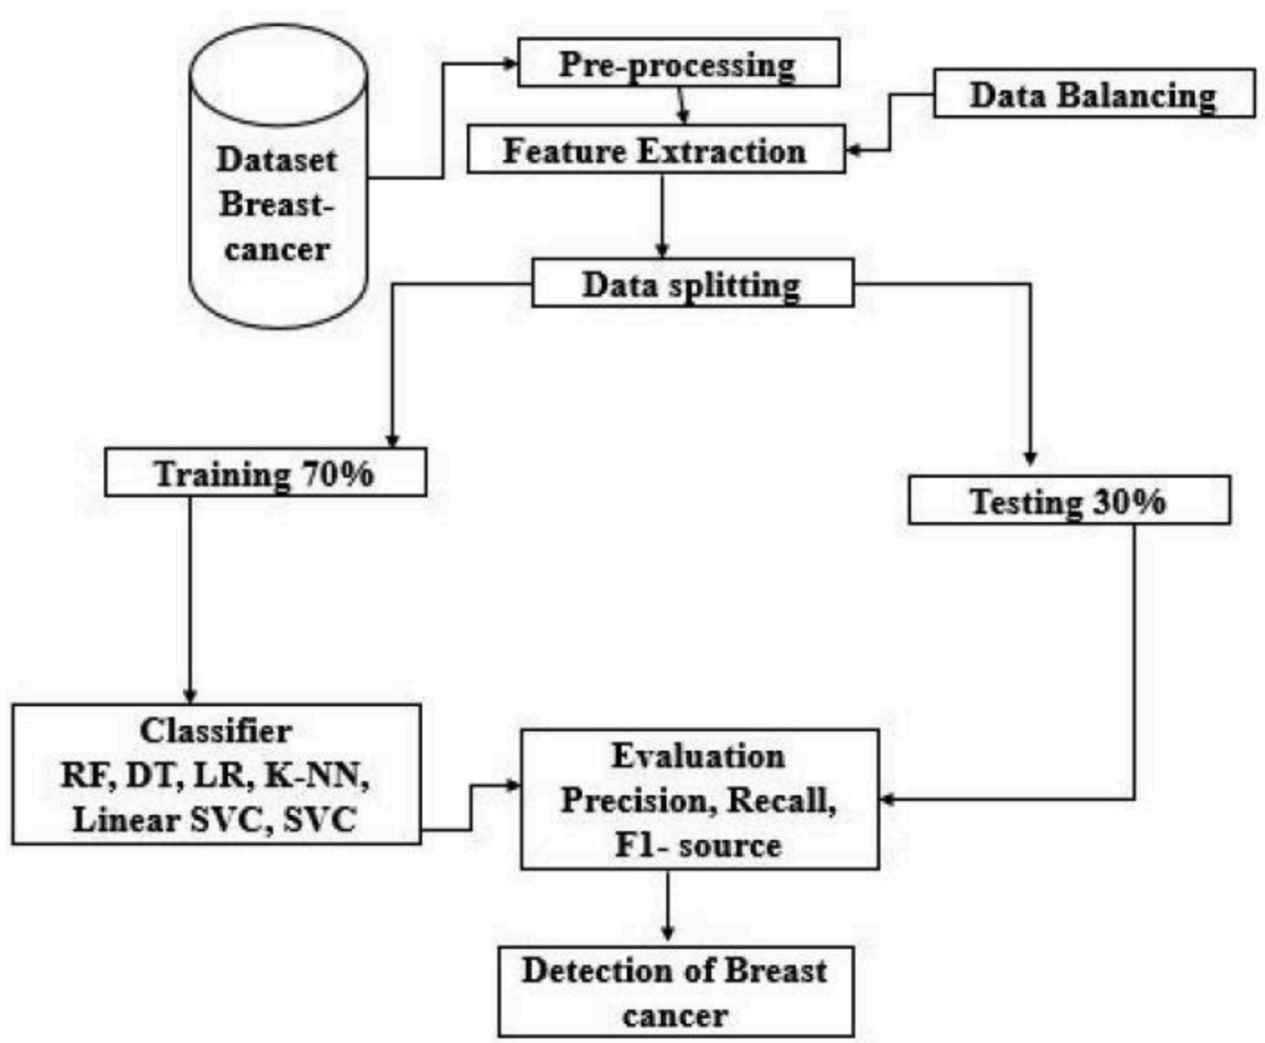 Pre-processing
Data Balancing
Feature Extraction
Dataset
Breast-
cancer
Data splitting
Training 70%
Testing 30%
Classifier
RF, DT, LR, K-NN,
Linear SVC, SVC
Evaluation
Precision, Recall,
F1- source
Detection of Breast
cancer